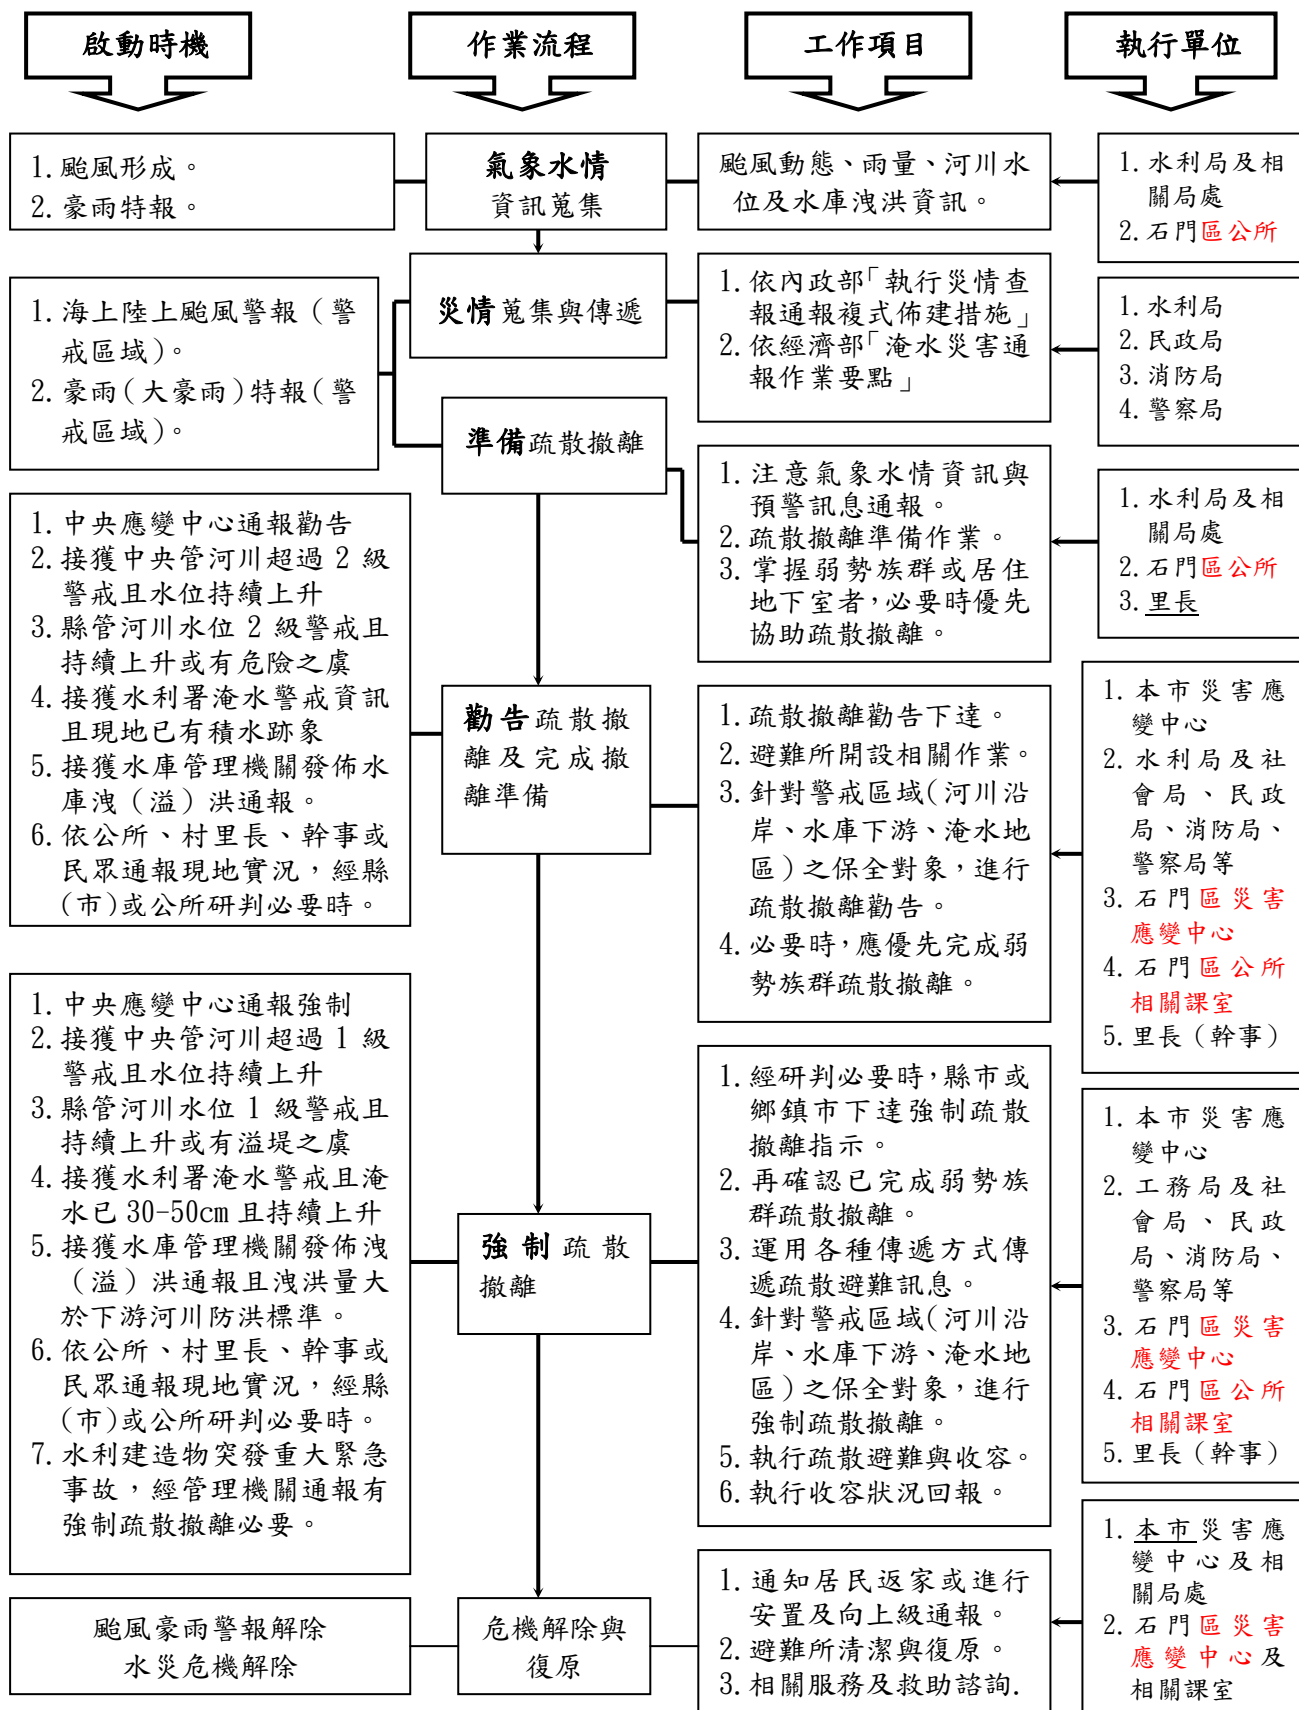 啟動時機
作業流程
工作項目
執行單位
1. 颱風形成。
2. 豪雨特報。
氣象水情
資訊蒐集
颱風動態、雨量、河川水
位及水庫洩洪資訊。
1. 水利局及相
關局處
2. 石門區公所
1. 海上陸上颱風警報（警
戒區域）。
2. 豪雨(大豪雨)特報(警
戒區域)。
災情蒐集與傳遞
1. 依內政部「執行災情查
報通報複式佈建措施」
2. 依經濟部「淹水災害通
報作業要點」
1. 水利局
2. 民政局
3. 消防局
4. 警察局
準備疏散撤離
1. 注意氣象水情資訊與
預警訊息通報。
2. 疏散撤離準備作業。
3. 掌握弱勢族群或居住
地下室者，必要時優先
協助疏散撤離。
1. 水利局及相
關局處
2. 石門區公所
3. 里長
1. 中央應變中心通報勸告
2. 接獲中央管河川超過 2 級
警戒且水位持續上升
3. 縣管河川水位 2 級警戒且
持續上升或有危險之虞
4. 接獲水利署淹水警戒資訊
且現地已有積水跡象
5. 接獲水庫管理機關發佈水
庫洩（溢）洪通報。
6. 依公所、村里長、幹事或
民眾通報現地實況，經縣
(市)或公所研判必要時。
勸告疏散撤
離及完成撤
離準備
1. 疏散撤離勸告下達。
2. 避難所開設相關作業。
3. 針對警戒區域(河川沿
岸、水庫下游、淹水地
區）之保全對象，進行
疏散撤離勸告。
4. 必要時，應優先完成弱
勢族群疏散撤離。
1. 本市災害應
變中心
2. 水利局及社
會局、民政
局、消防局、
警察局等
3. 石門區災害
應變中心
4. 石門區公所
相關課室
5. 里長（幹事）
1. 中央應變中心通報強制
2. 接獲中央管河川超過 1 級
警戒且水位持續上升
3. 縣管河川水位 1 級警戒且
持續上升或有溢堤之虞
4. 接獲水利署淹水警戒且淹
水已 30-50cm 且持續上升
5. 接獲水庫管理機關發佈洩
（溢）洪通報且洩洪量大
於下游河川防洪標準。
6. 依公所、村里長、幹事或
民眾通報現地實況，經縣
(市)或公所研判必要時。
7. 水利建造物突發重大緊急
事故，經管理機關通報有
強制疏散撤離必要。
強制疏散
撤離
1. 經研判必要時，縣市或
鄉鎮市下達強制疏散
撤離指示。
2. 再確認已完成弱勢族
群疏散撤離。
3. 運用各種傳遞方式傳
遞疏散避難訊息。
4. 針對警戒區域(河川沿
岸、水庫下游、淹水地
區）之保全對象，進行
強制疏散撤離。
5. 執行疏散避難與收容。
6. 執行收容狀況回報。
1. 本市災害應
變中心
2. 工務局及社
會局、民政
局、消防局、
警察局等
3. 石門區災害
應變中心
4. 石門區公所
相關課室
5. 里長（幹事）
颱風豪雨警報解除
水災危機解除
危機解除與
復原
1. 通知居民返家或進行
安置及向上級通報。
2. 避難所清潔與復原。
3. 相關服務及救助諮詢.
1. 本市災害應
變中心及相
關局處
2. 石門區災害
應變中心及
相關課室